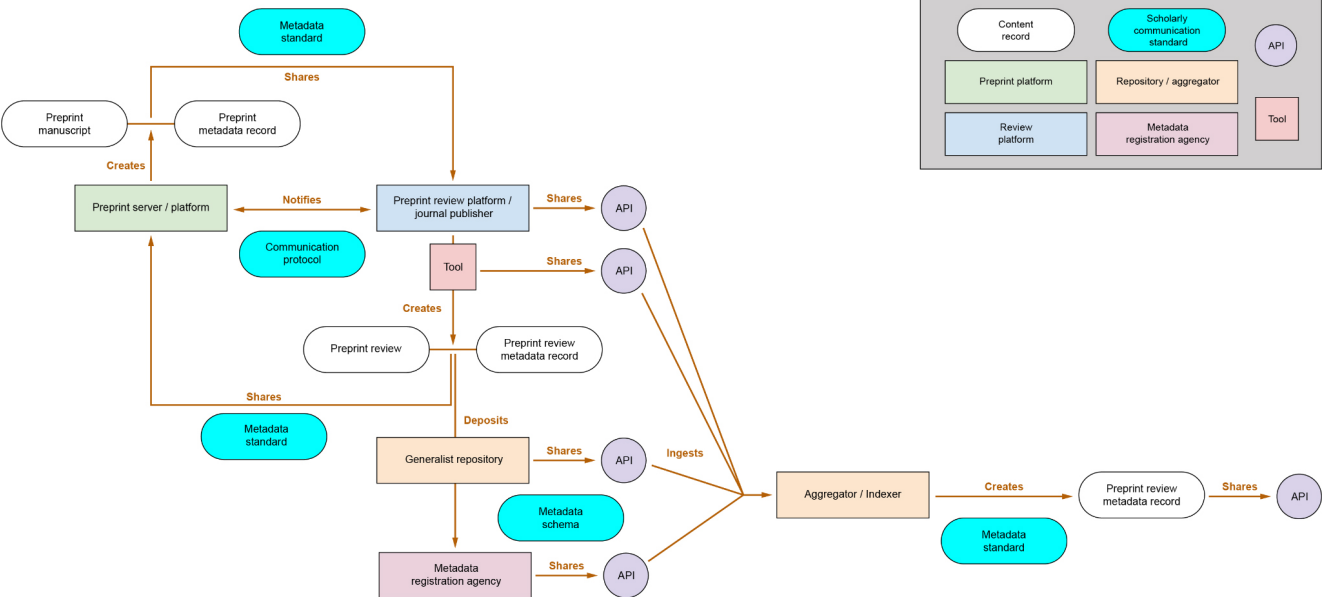 Metadata
standard
Content
record
Scholarly
communication
standard
API
Shares
Preprint platform
Repository / aggregator
Preprint
manuscript
Preprint
metadata record
Tool
Review
platform
Metadata
registration agency
Creates
Preprint server / platform
Notifies
Preprint review platform /
journal publisher
Shares
API
Communication
protocol
Tool
Shares
API
Creates
Preprint review
Preprint review
metadata record
Shares
Metadata
standard
Deposits
Generalist repository
Shares
API
Ingests
Metadata
schema
Aggregator / Indexer
Creates
Preprint review
metadata record
Shares
API
Metadata
standard
Metadata
registration agency
Shares
API